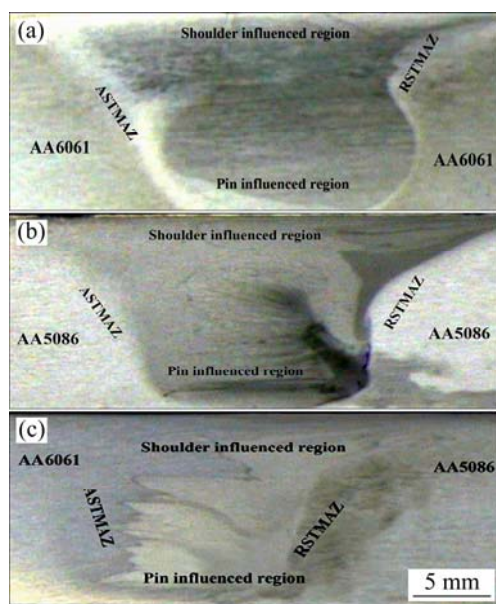 (a)
Shoulder influenced region
ASTMAZ
RSTMAZ
AA6061
AA6061
Pin influenced region
(b)
Shoulder influenced region
ASTMAZ
RSTMAZ
AA5086
AA5086
Pin influenced region
(c)
Shoulder influenced region
AA6061
AA5086
ASTMAZ
RSTMAZ
Pin influenced region
5 mm